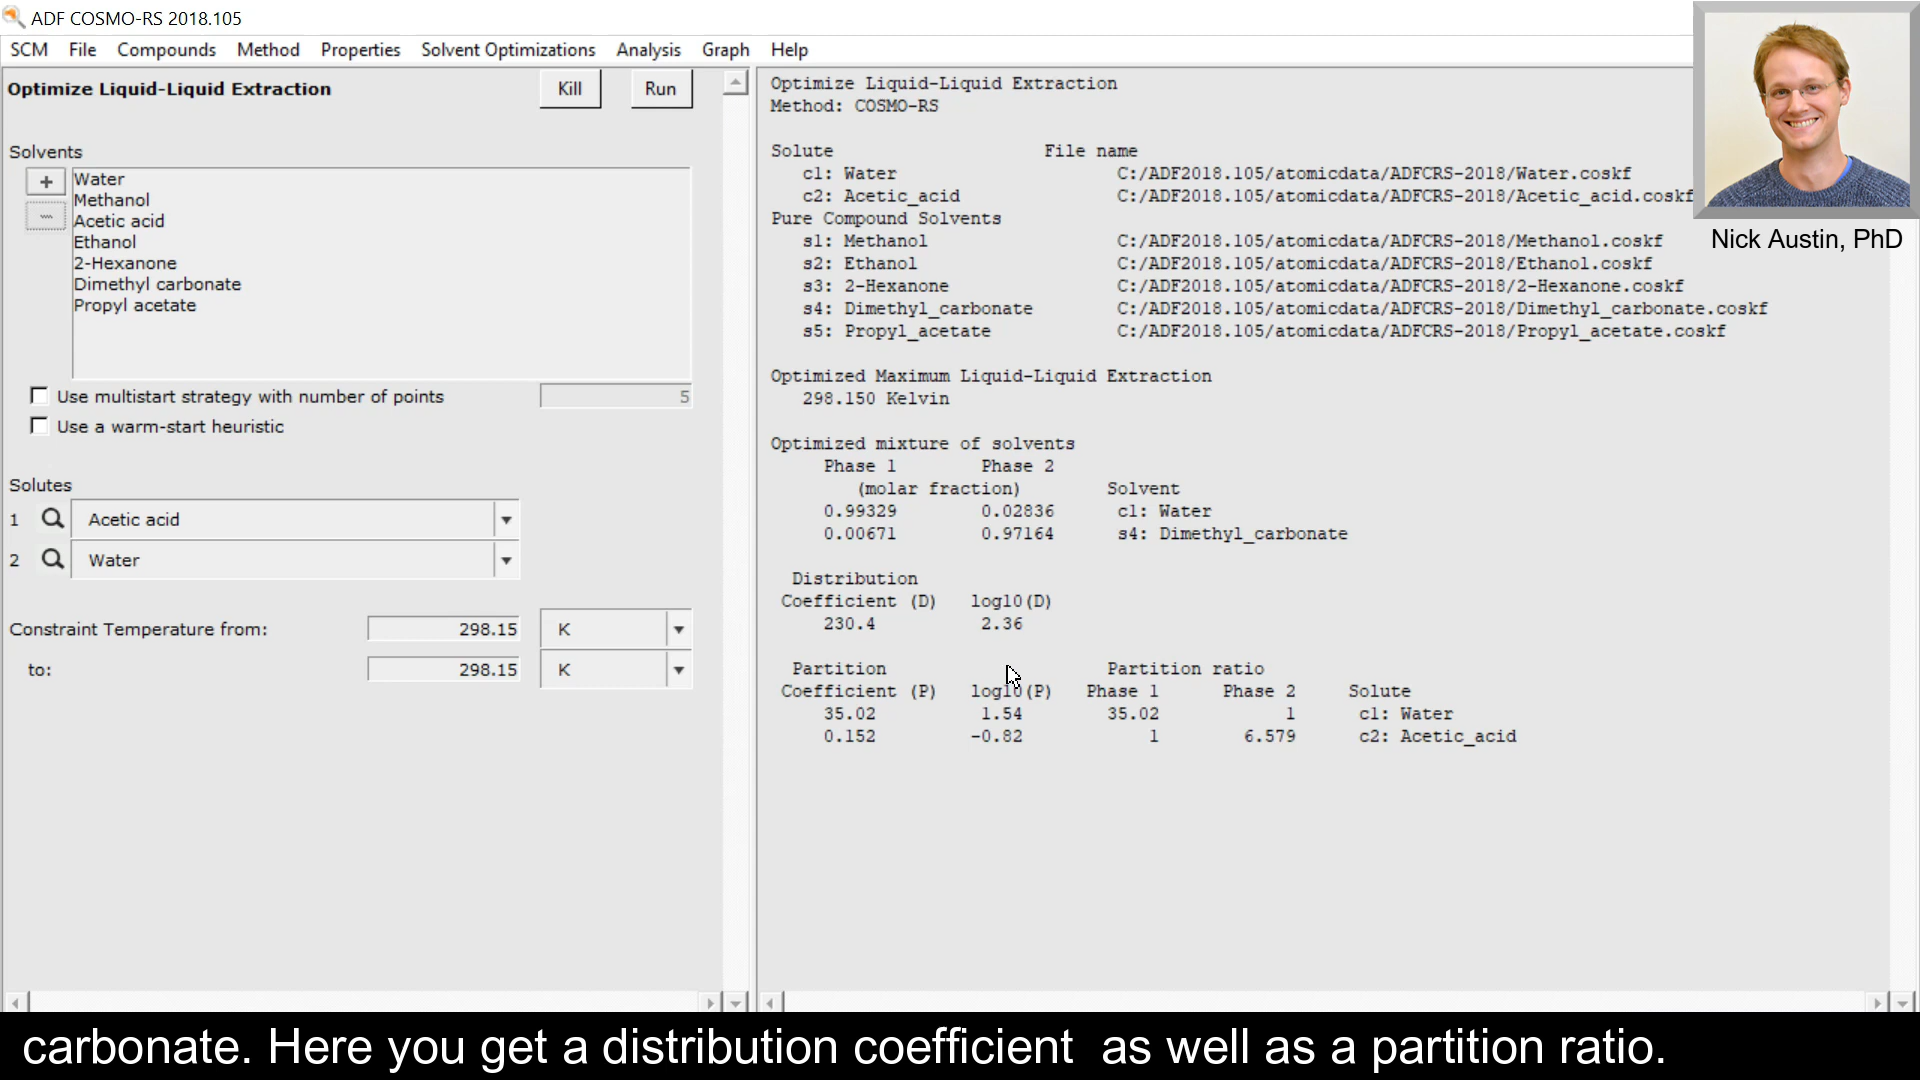 ADF COSMO-RS 2018.105
SCM File Compounds Method Properties Solvent Optimizations Analysis Graph Help
Optimize Liquid-Liquid Extraction Kill Run
Solvents
+
Water
Methanol
Acetic acid
Ethanol
2-Hexanone
Dimethyl carbonate
Propyl acetate
Use multistart strategy with number of points 5
Use a warm-start heuristic
Solutes
1 Acetic acid
2 Water
Constraint Temperature from: 298.15 K
to: 298.15 K
Optimize Liquid-Liquid Extraction
Method: COSMO-RS
Solute File name
c1: Water C:/ADF2018.105/atomicdata/ADFCRS-2018/Water.coskf
c2: Acetic_acid C:/ADF2018.105/atomicdata/ADFCRS-2018/Acetic_acid.coskf
Pure Compound Solvents
s1: Methanol C:/ADF2018.105/atomicdata/ADFCRS-2018/Methanol.coskf
s2: Ethanol C:/ADF2018.105/atomicdata/ADFCRS-2018/Ethanol.coskf
s3: 2-Hexanone C:/ADF2018.105/atomicdata/ADFCRS-2018/2-Hexanone.coskf
s4: Dimethyl_carbonate C:/ADF2018.105/atomicdata/ADFCRS-2018/Dimethyl_carbonate.coskf
s5: Propyl_acetate C:/ADF2018.105/atomicdata/ADFCRS-2018/Propyl_acetate.coskf
Optimized Maximum Liquid-Liquid Extraction
298.150 Kelvin
Optimized mixture of solvents
Phase 1 Phase 2
(molar fraction) Solvent
0.99329 0.02836 c1: Water
0.00671 0.97164 s4: Dimethyl_carbonate
Distribution
Coefficient (D) log10(D)
230.4 2.36
Partition Partition ratio
Coefficient (P) log10(P) Phase 1 Phase 2 Solute
35.02 1.54 35.02 1 c1: Water
0.152 -0.82 1 6.579 c2: Acetic_acid
Nick Austin, PhD
carbonate. Here you get a distribution coefficient as well as a partition ratio.